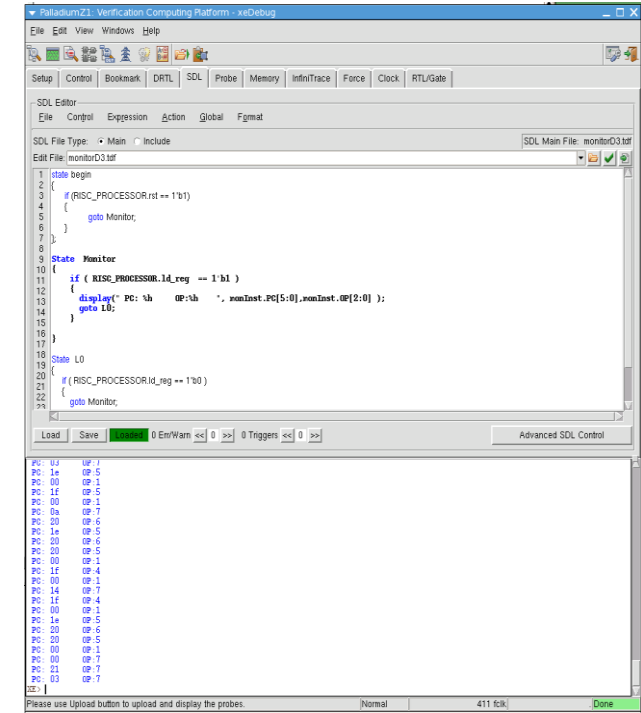 PalladiumZ1: Verification Computing Platform - xeDebug
File Edit View Windows Help
Setup Control Bookmark DRTL SDL Probe Memory InfiniTrace Force Clock RTL/Gate
SDL Editor
File Control Expression Action Global Format
SDL File Type: Main Include SDL Main File: monitorD3.tdf
Edit File: monitorD3.tdf
1 state begin
2 {
3 if (RISC_PROCESSOR.rst == 1'b1)
4 {
5 goto Monitor;
6 }
7 };
8
9 State Monitor
10 {
11 if ( RISC_PROCESSOR.ld_reg == 1'b1 )
12 {
13 display(" PC: %h OP:%h ", monInst.PC[5:0],monInst.OP[2:0] );
14 goto L0;
15 }
16
17 }
18
19 State L0
20 {
21 if ( RISC_PROCESSOR.ld_reg == 1'b0 )
22 {
23 goto Monitor;
Load Save Loaded 0 Err/Warn << 0 >> 0 Triggers << 0 >> Advanced SDL Control
PC: 03 OP:7
PC: 1e OP:5
PC: 00 OP:1
PC: 1f OP:5
PC: 00 OP:1
PC: 0a OP:7
PC: 20 OP:6
PC: 1e OP:5
PC: 20 OP:6
PC: 20 OP:5
PC: 00 OP:1
PC: 1f OP:4
PC: 00 OP:1
PC: 14 OP:7
PC: 1f OP:4
PC: 00 OP:1
PC: 1e OP:5
PC: 20 OP:6
PC: 20 OP:5
PC: 00 OP:1
PC: 00 OP:7
PC: 21 OP:7
PC: 03 OP:7
XE>
Please use Upload button to upload and display the probes. Normal 411 fclk Done